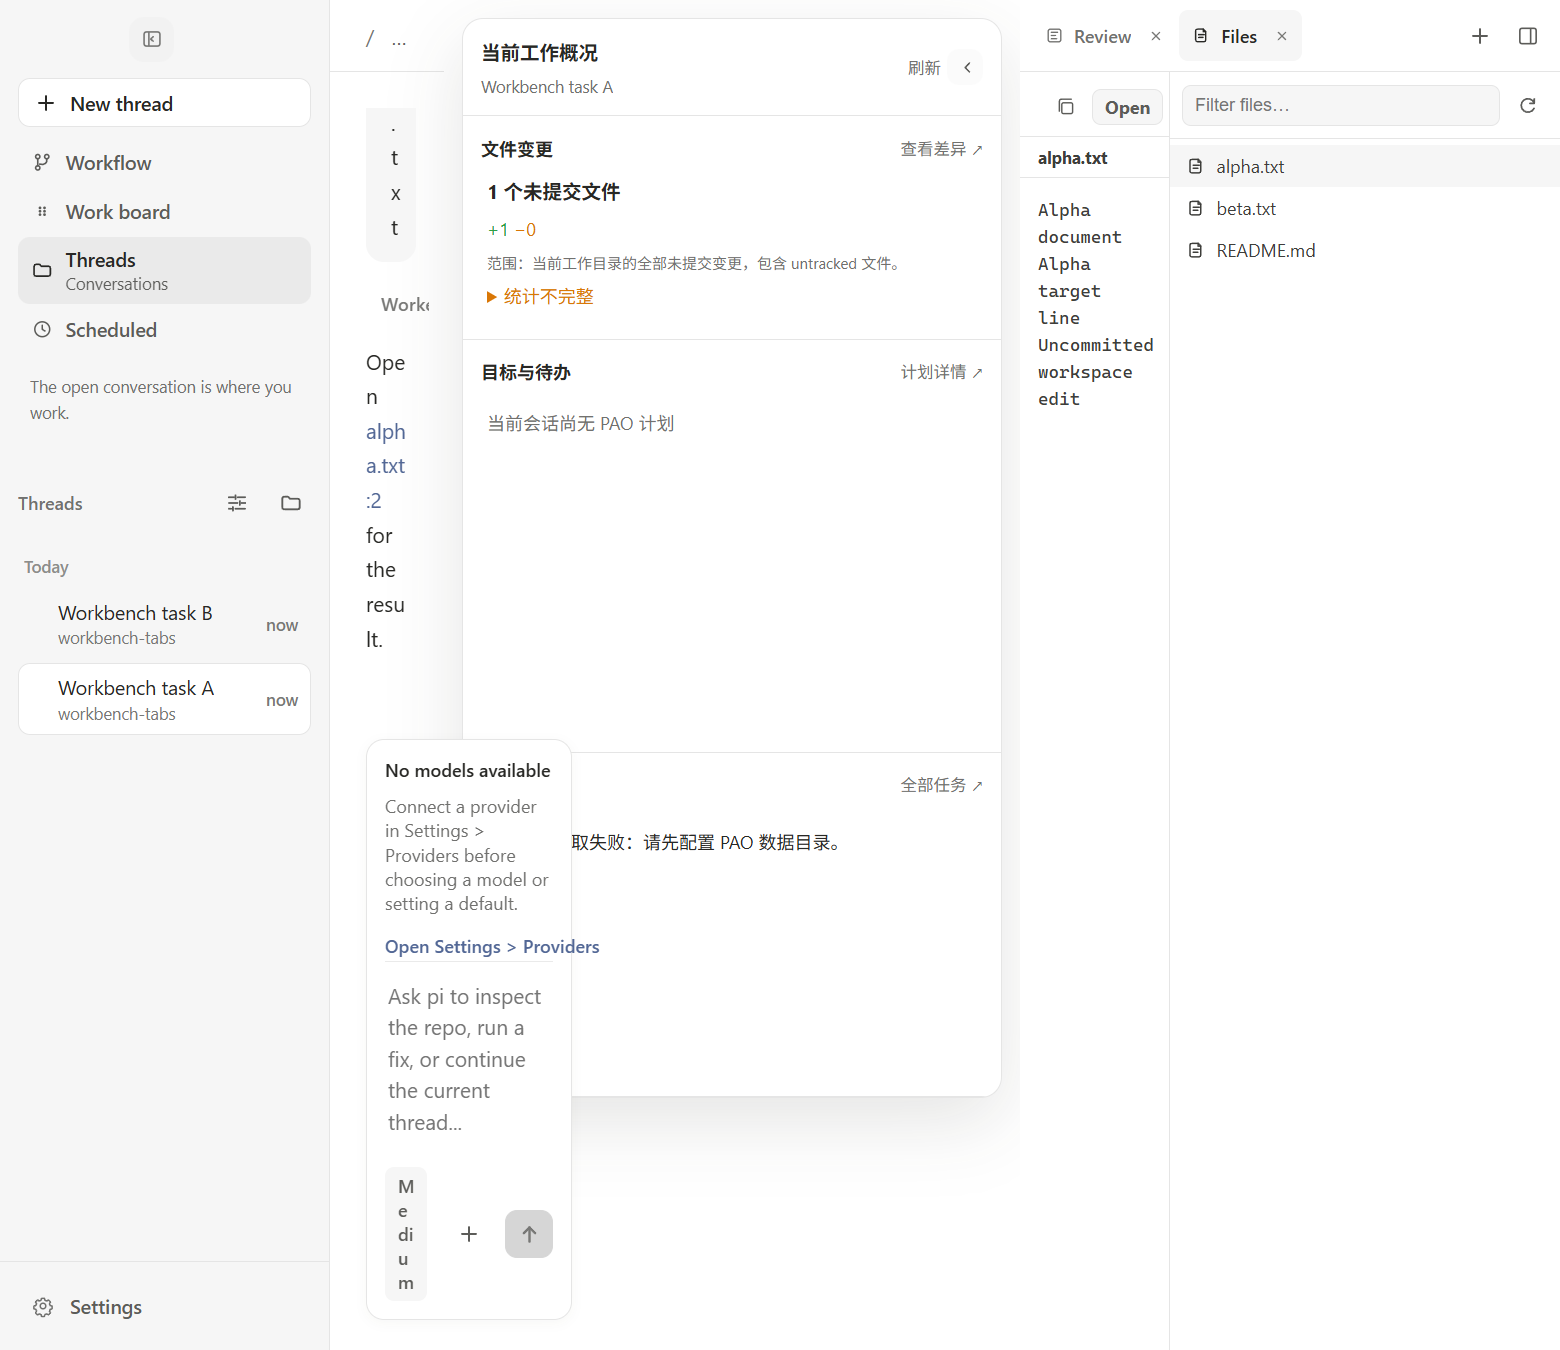 New thread
Workflow
Work board
Threads
Conversations
Scheduled
The open conversation is where you
work.
Threads
Today
Workbench task B
workbench-tabs
now
Workbench task A
workbench-tabs
now
Settings
/ ...
.
t
x
t
Ope
n
alph
a.txt
:2
for
the
resu
lt.
No models available
Connect a provider
in Settings >
Providers before
choosing a model or
setting a default.
Open Settings > Providers
Ask pi to inspect
the repo, run a
fix, or continue
the current
thread...
M
e
di
u
m
当前工作概况
Workbench task A
刷新
文件变更
查看差异 ↗
1 个未提交文件
+1 −0
范围：当前工作目录的全部未提交变更，包含 untracked 文件。
统计不完整
目标与待办
计划详情 ↗
当前会话尚无 PAO 计划
全部任务 ↗
取失败：请先配置 PAO 数据目录。
Review ×
Files ×
Open
Filter files…
alpha.txt
Alpha
document
Alpha
target
line
Uncommitted
workspace
edit
alpha.txt
beta.txt
README.md